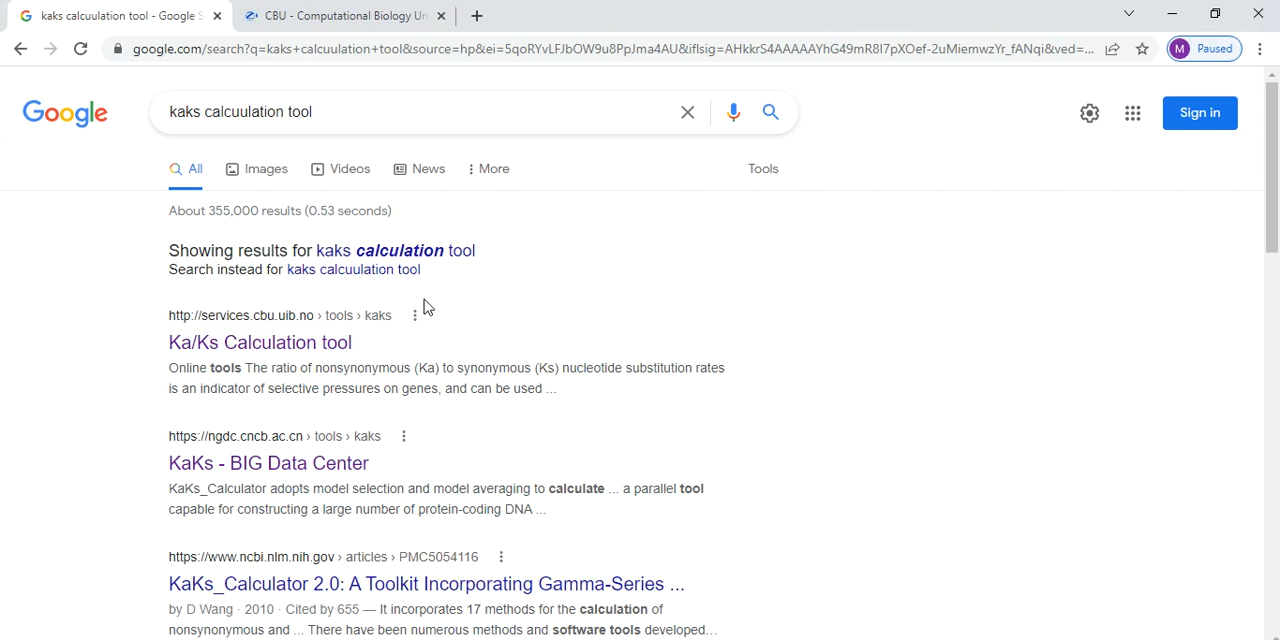 kaks calcuulation tool - Google S
CBU - Computational Biology Un
google.com/search?q=kaks+calcuulation+tool&source=hp&ei=5qoRYvLFJbOW9u8PpJma4AU&iflsig=AHkkrS4AAAAAYhG49mR8I7pXOef-2uMiemwzYr_fANqi&ved=...
M Paused
Google
kaks calcuulation tool
Sign in
All Images Videos News More Tools
About 355,000 results (0.53 seconds)
Showing results for kaks calculation tool
Search instead for kaks calcuulation tool
http://services.cbu.uib.no › tools › kaks
Ka/Ks Calculation tool
Online tools The ratio of nonsynonymous (Ka) to synonymous (Ks) nucleotide substitution rates
is an indicator of selective pressures on genes, and can be used ...
https://ngdc.cncb.ac.cn › tools › kaks
KaKs - BIG Data Center
KaKs_Calculator adopts model selection and model averaging to calculate ... a parallel tool
capable for constructing a large number of protein-coding DNA ...
https://www.ncbi.nlm.nih.gov › articles › PMC5054116
KaKs_Calculator 2.0: A Toolkit Incorporating Gamma-Series ...
by D Wang · 2010 · Cited by 655 — It incorporates 17 methods for the calculation of
nonsynonymous and ... There have been numerous methods and software tools developed...